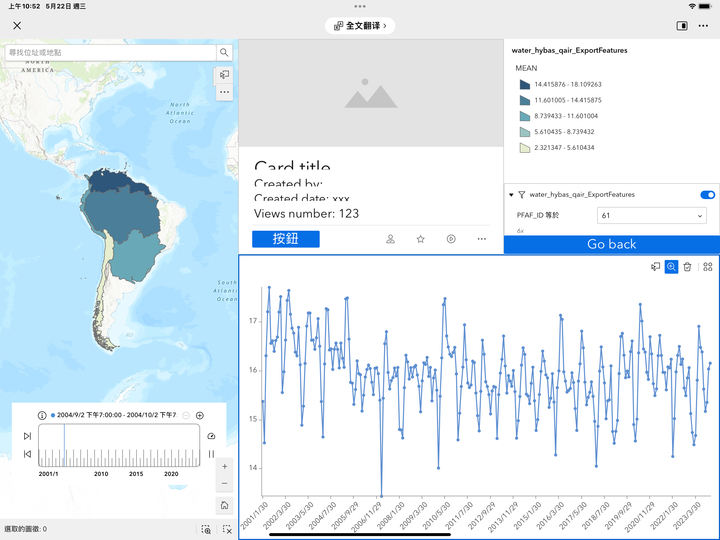 上午10:52 5月22日 週三
全文翻译 ›
尋找位址或地點
NORTH
AMERICA
North
Atlantic
Ocean
South
Atlantic
Ocean
2004/9/2 下午7:00:00 - 2004/10/2 下午7
2001/1 2010 2015 2020
選取的圖徵: 0
Card title
Created by:
Created date: xxx
Views number: 123
按鈕
water_hybas_qair_ExportFeatures
MEAN
14.415876 - 18.109263
11.601005 - 14.415875
8.739433 - 11.601004
5.610435 - 8.739432
2.321347 - 5.610434
water_hybas_qair_ExportFeatures
PFAF_ID 等於 61
6x
Go back
17
16
15
14
2001/1/30
2002/3/30
2003/5/30
2004/7/30
2005/9/29
2006/11/29
2008/1/30
2009/3/30
2010/5/30
2011/7/30
2012/9/29
2013/11/29
2015/1/30
2016/3/30
2017/5/30
2018/7/30
2019/9/29
2020/11/29
2022/1/30
2023/3/30